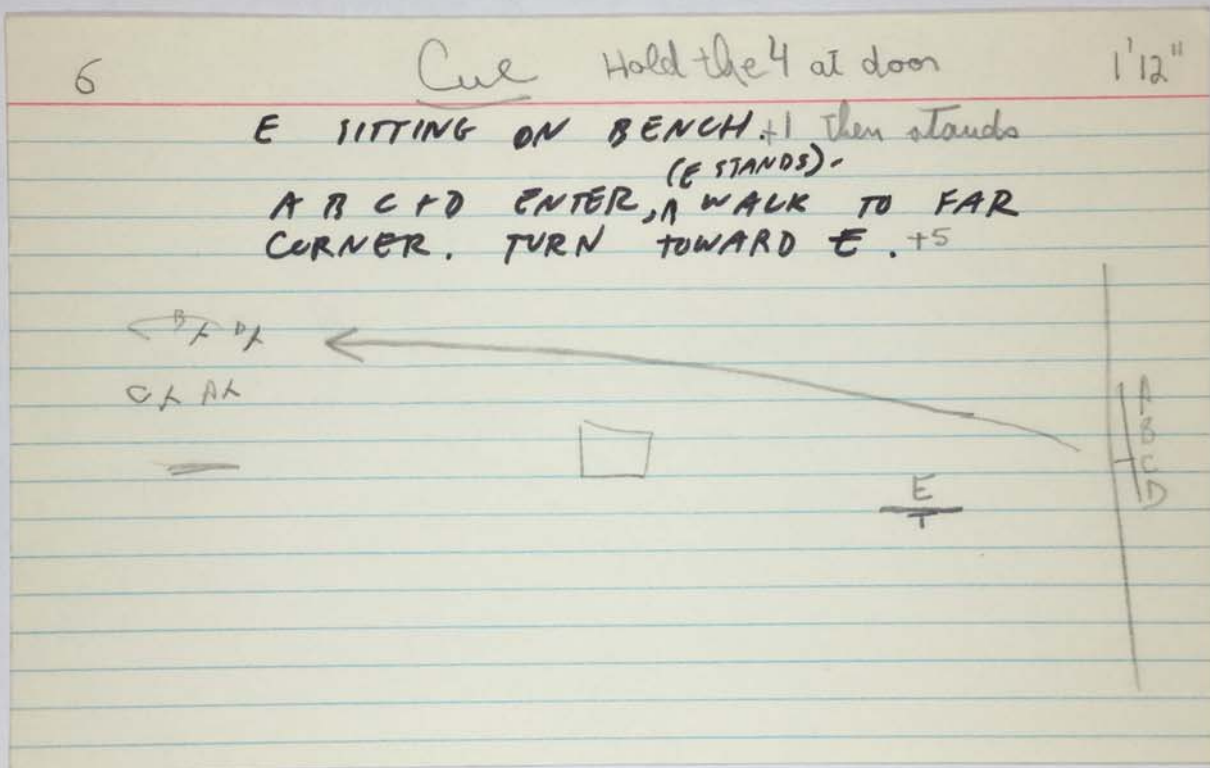 6 Cue Hold the 4 at door 1'12"
E SITTING ON BENCH. +1 then stands
(E STANDS)
A B C + D ENTER, WALK TO FAR
CORNER. TURN TOWARD E. +5
B D
C A
A
B
C
D
E